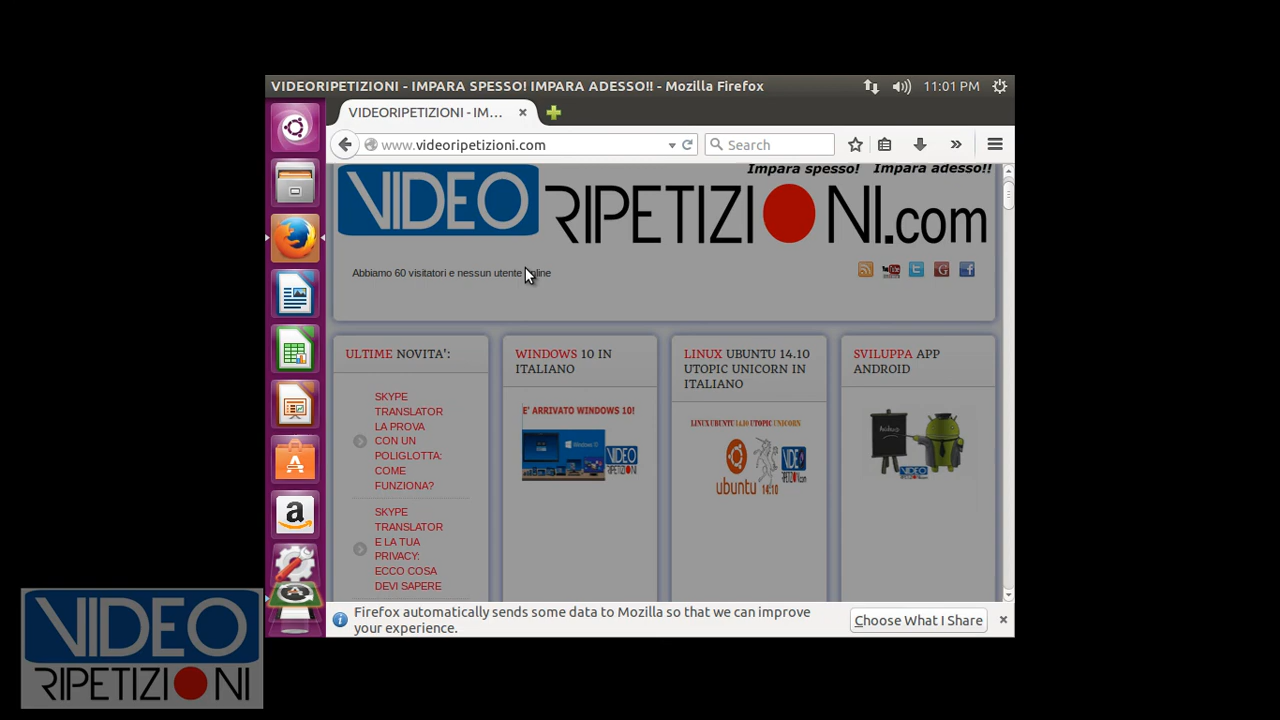 VIDEORIPETIZIONI - IMPARA SPESSO! IMPARA ADESSO!! - Mozilla Firefox
11:01 PM
VIDEORIPETIZIONI - IM...
www.videoripetizioni.com
Search
Impara spesso! Impara adesso!!
VIDEO RIPETIZIONI.com
Abbiamo 60 visitatori e nessun utente online
ULTIME NOVITA':
SKYPE
TRANSLATOR
LA PROVA
CON UN
POLIGLOTTA:
COME
FUNZIONA?
SKYPE
TRANSLATOR
E LA TUA
PRIVACY:
ECCO COSA
DEVI SAPERE
WINDOWS 10 IN
ITALIANO
E' ARRIVATO WINDOWS 10!
LINUX UBUNTU 14.10
UTOPIC UNICORN IN
ITALIANO
LINUX UBUNTU 14.10 UTOPIC UNICORN
ubuntu 14.10
SVILUPPA APP
ANDROID
Firefox automatically sends some data to Mozilla so that we can improve
your experience.
Choose What I Share
VIDEO
RIPETIZIONI